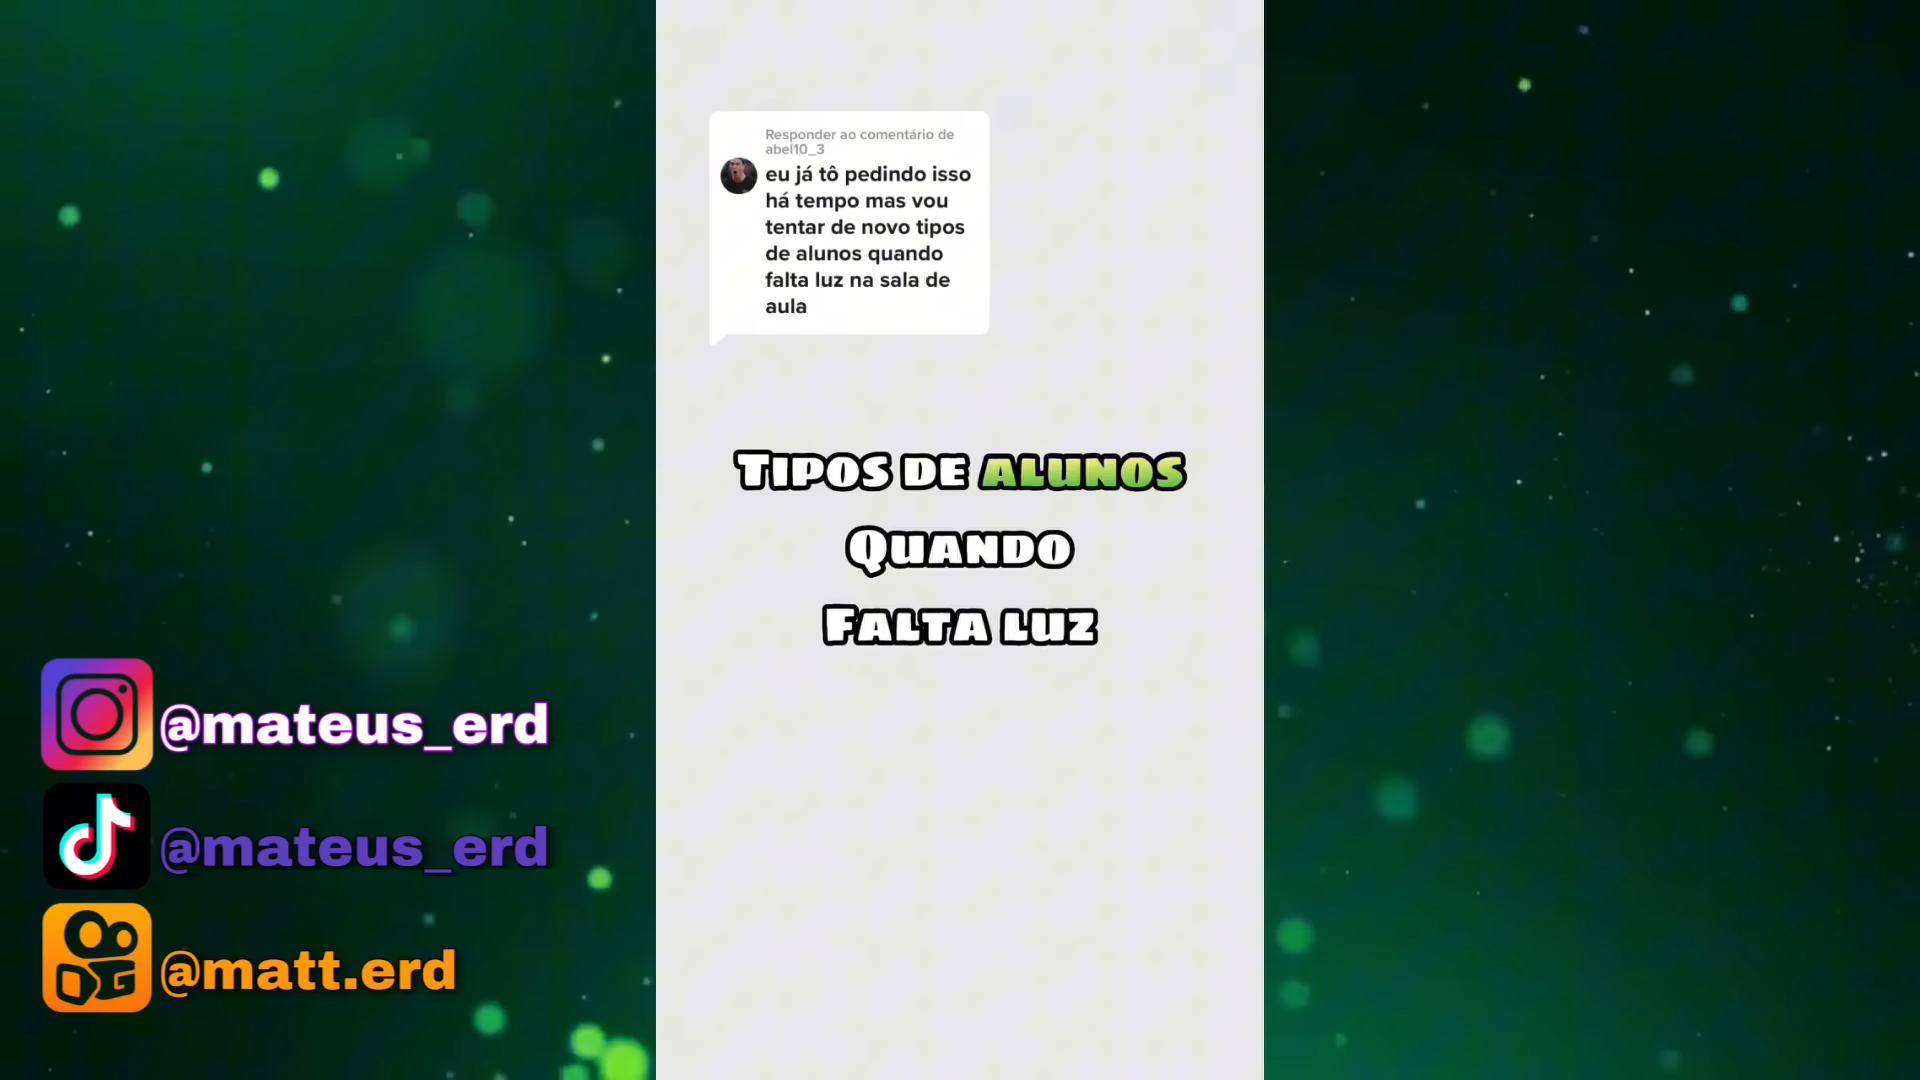 Responder ao comentário de
abel10_3
eu já tô pedindo isso
há tempo mas vou
tentar de novo tipos
de alunos quando
falta luz na sala de
aula
Tipos de alunos
Quando
Falta luz
@mateus_erd
@mateus_erd
@matt.erd